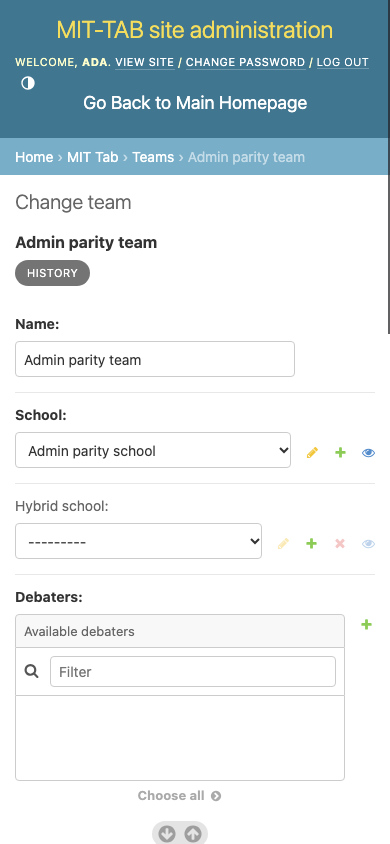 MIT-TAB site administration
WELCOME, ADA. VIEW SITE / CHANGE PASSWORD / LOG OUT
Go Back to Main Homepage
Home › MIT Tab › Teams › Admin parity team
Change team
Admin parity team
HISTORY
Name:
Admin parity team
School:
Admin parity school
Hybrid school:
---------
Debaters:
Available debaters
Filter
Choose all